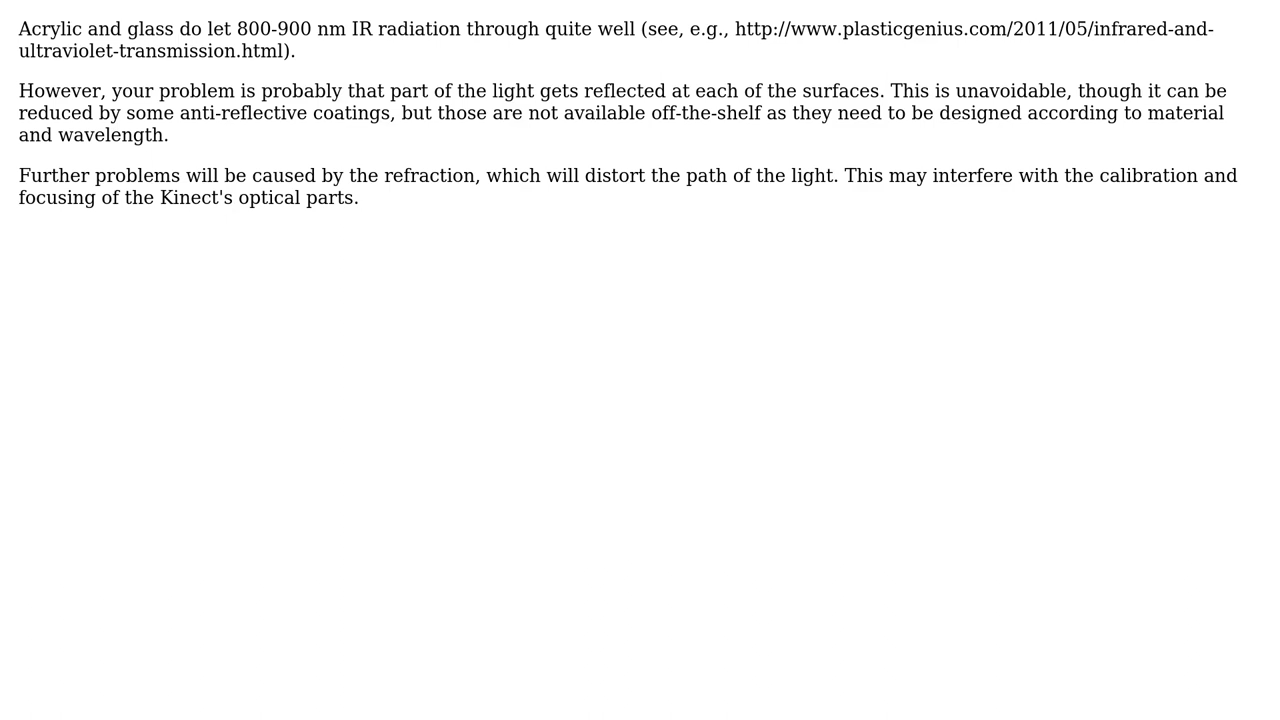 Acrylic and glass do let 800-900 nm IR radiation through quite well (see, e.g., http://www.plasticgenius.com/2011/05/infrared-and-
ultraviolet-transmission.html).
However, your problem is probably that part of the light gets reflected at each of the surfaces. This is unavoidable, though it can be
reduced by some anti-reflective coatings, but those are not available off-the-shelf as they need to be designed according to material
and wavelength.
Further problems will be caused by the refraction, which will distort the path of the light. This may interfere with the calibration and
focusing of the Kinect's optical parts.